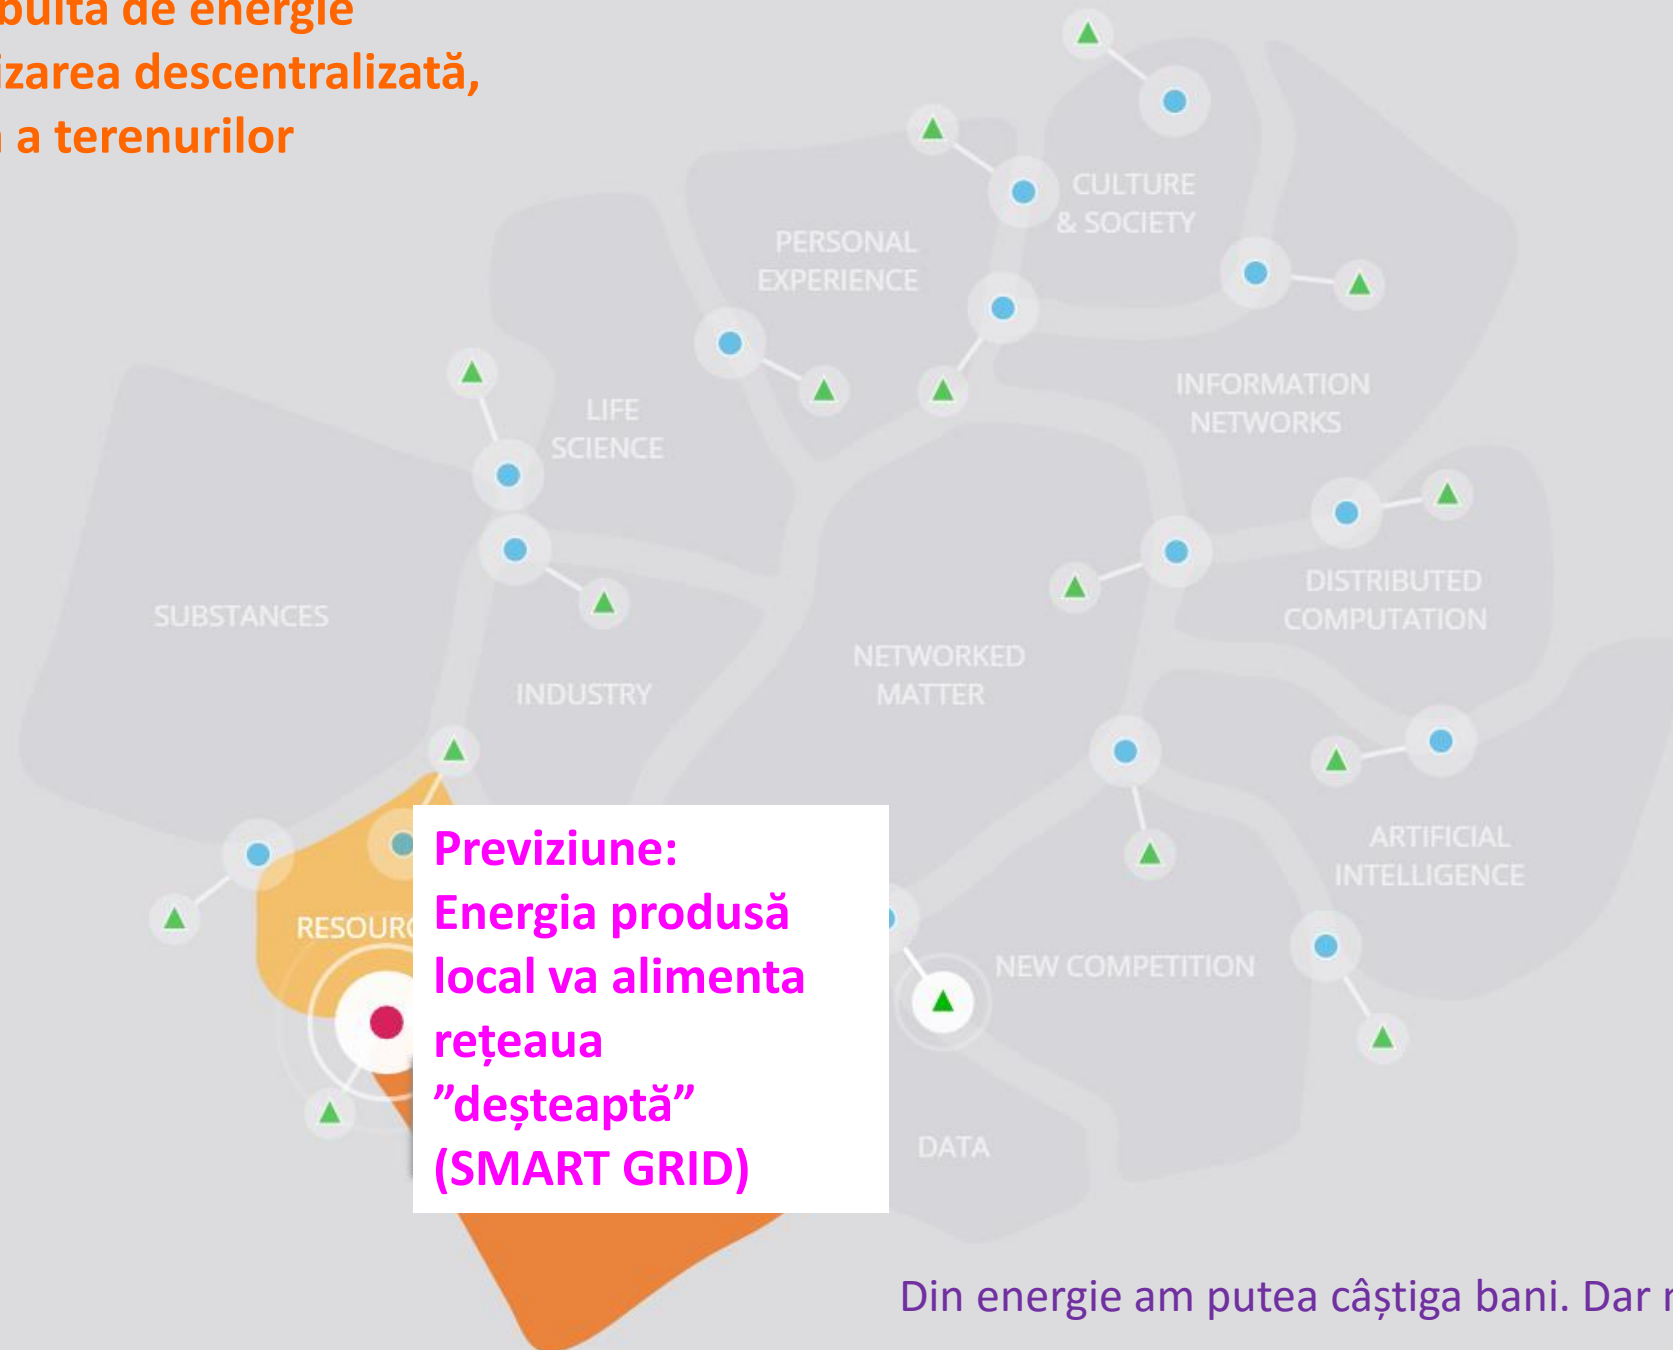 de energie
descentralizată,
a terenurilor
CULTURE
& SOCIETY
PERSONAL
EXPERIENCE
INFORMATION
NETWORKS
LIFE
SCIENCE
DISTRIBUTED
COMPUTATION
SUBSTANCES
NETWORKED
MATTER
INDUSTRY
ARTIFICIAL
INTELLIGENCE
Previziune:
Energia produsă
local va alimenta
rețeaua
”deșteaptă”
(SMART GRID)
NEW COMPETITION
DATA
Din energie am putea câștiga bani. Dar